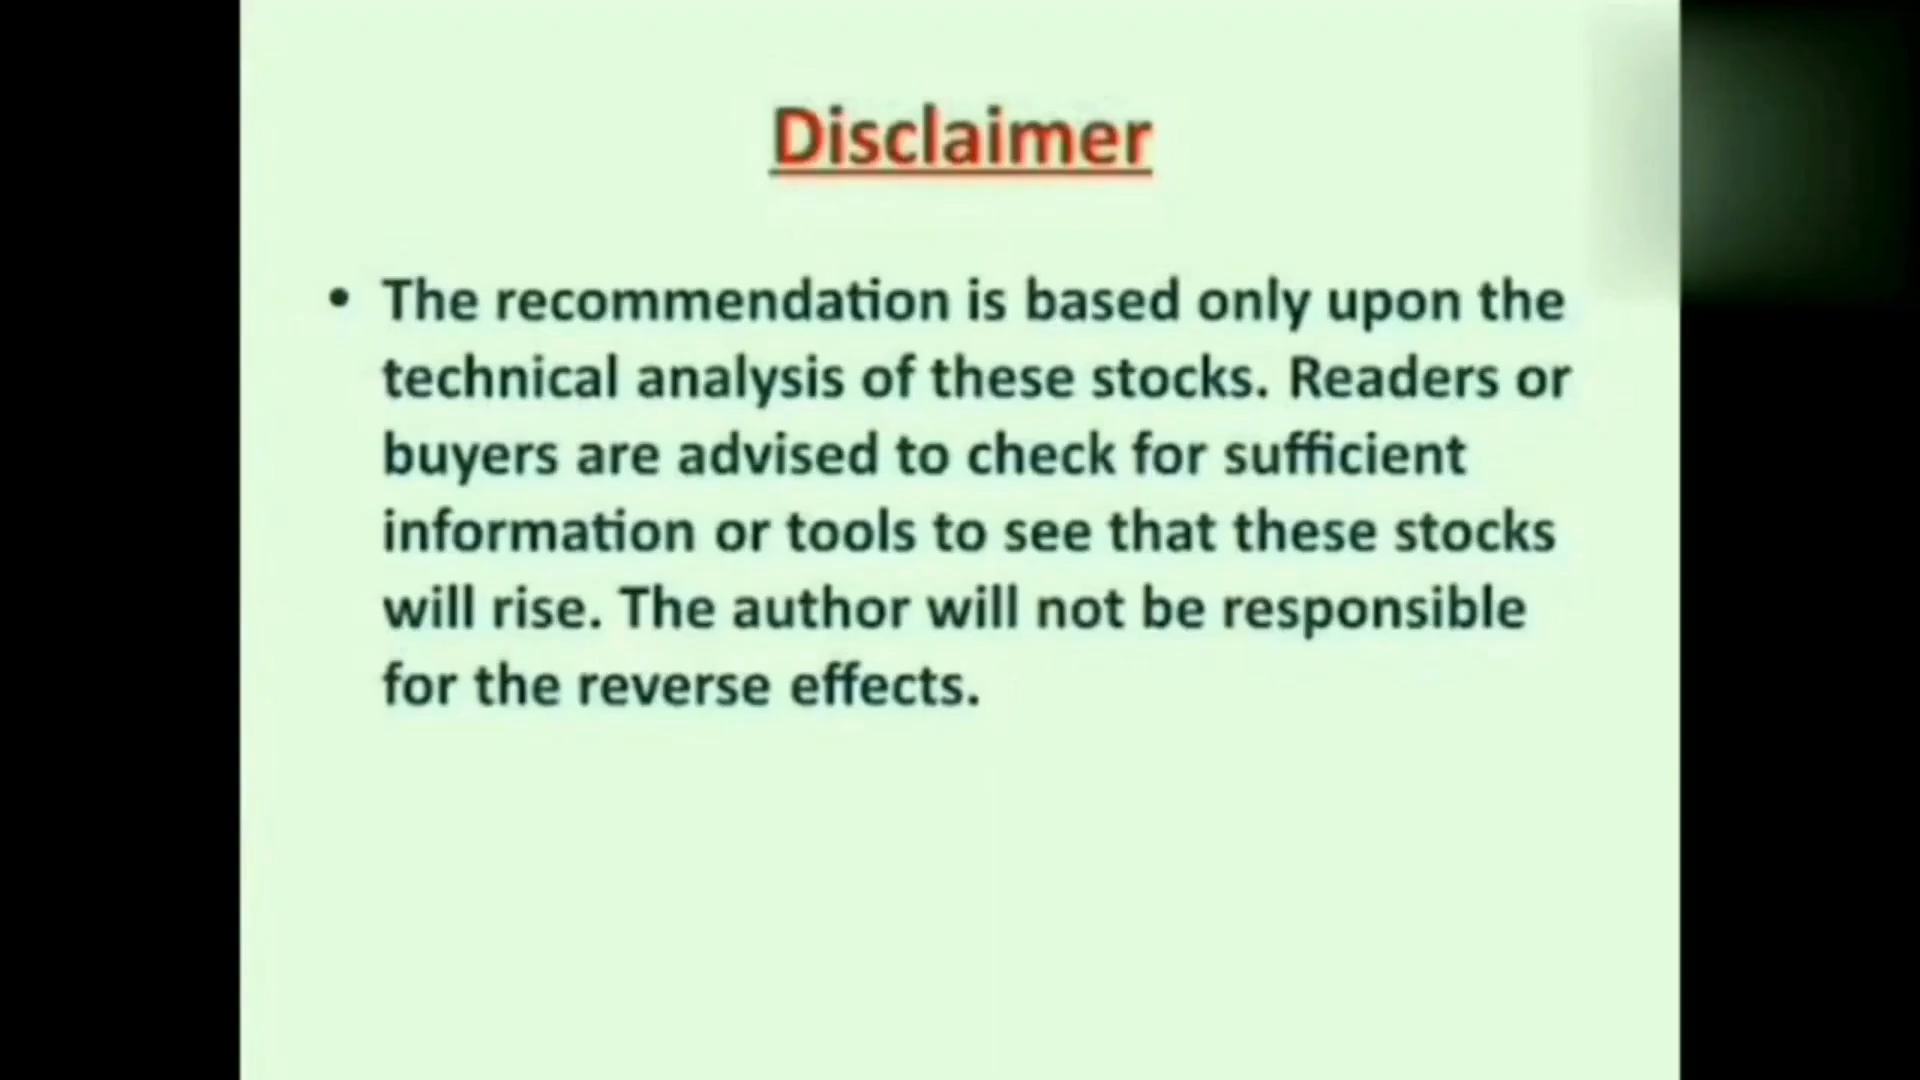 Disclaimer
• The recommendation is based only upon the
technical analysis of these stocks. Readers or
buyers are advised to check for sufficient
information or tools to see that these stocks
will rise. The author will not be responsible
for the reverse effects.